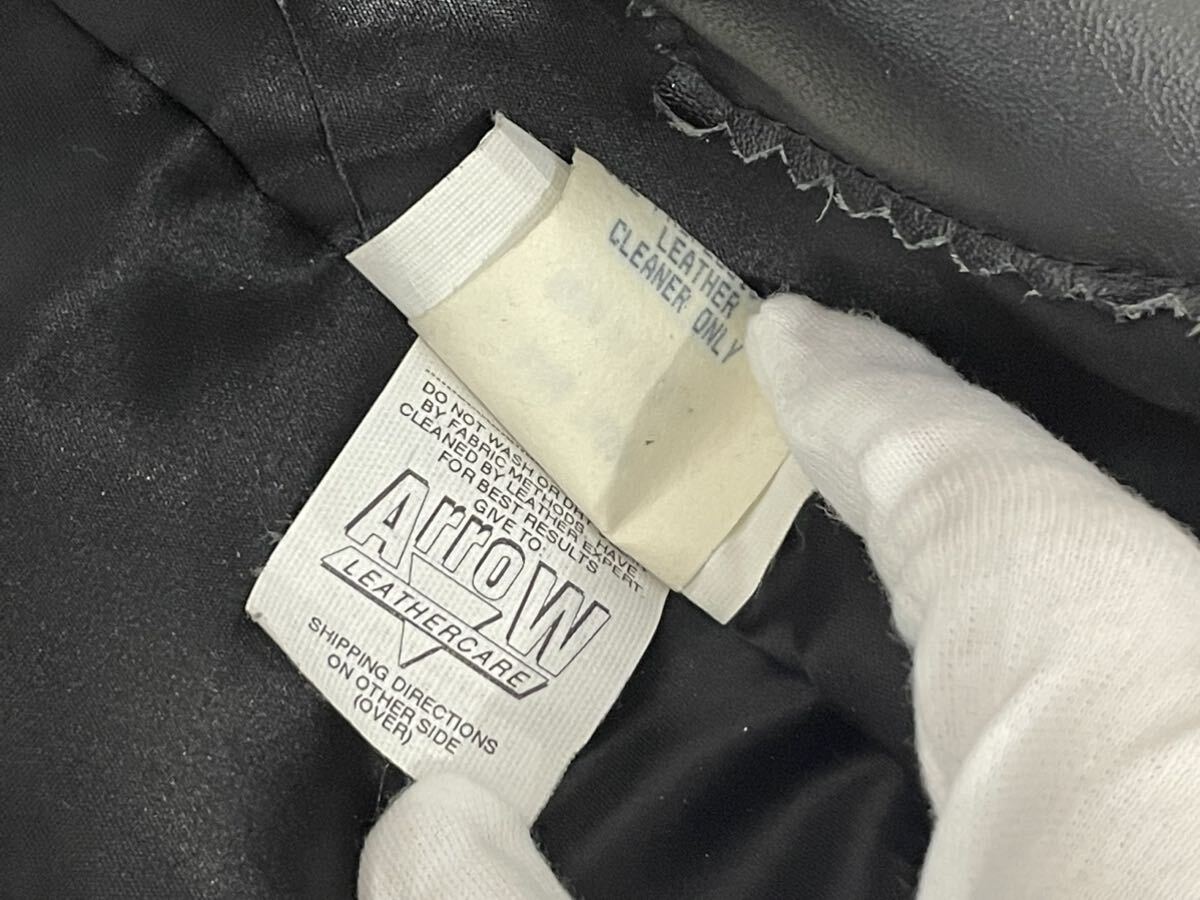 LEATHER
CLEANER ONLY
DO NOT WASH OR DRY
BY FABRIC METHODS, HAVE
CLEANED BY LEATHER EXPERT
FOR BEST RESULTS
GIVE TO:
ArroW
LEATHERCARE
SHIPPING DIRECTIONS
ON OTHER SIDE
(OVER)